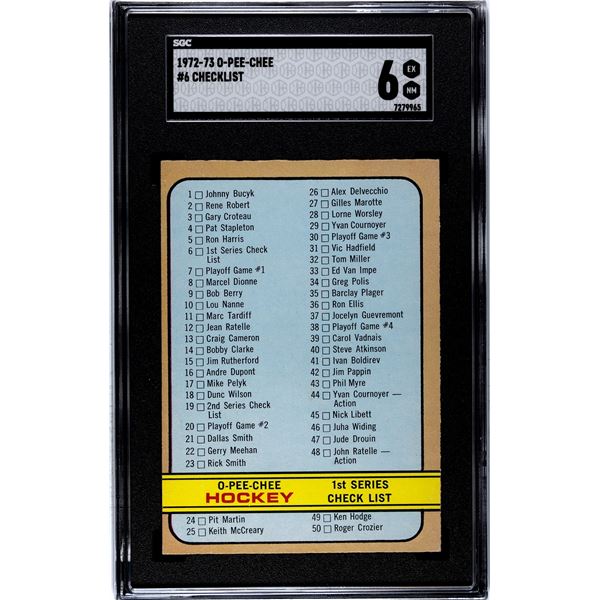 SGC
1972-73 O-PEE-CHEE
#6 CHECKLIST
6
EX
NM
7279965
1 Johnny Bucyk
2 Rene Robert
3 Gary Croteau
4 Pat Stapleton
5 Ron Harris
6 1st Series Check
List
7 Playoff Game #1
8 Marcel Dionne
9 Bob Berry
10 Lou Nanne
11 Marc Tardiff
12 Jean Ratelle
13 Craig Cameron
14 Bobby Clarke
15 Jim Rutherford
16 Andre Dupont
17 Mike Pelyk
18 Dunc Wilson
19 2nd Series Check
List
20 Playoff Game #2
21 Dallas Smith
22 Gerry Meehan
23 Rick Smith
26 Alex Delvecchio
27 Gilles Marotte
28 Lorne Worsley
29 Yvan Cournoyer
30 Playoff Game #3
31 Vic Hadfield
32 Tom Miller
33 Ed Van Impe
34 Greg Polis
35 Barclay Plager
36 Ron Ellis
37 Jocelyn Guevremont
38 Playoff Game #4
39 Carol Vadnais
40 Steve Atkinson
41 Ivan Boldirev
42 Jim Pappin
43 Phil Myre
44 Yvan Cournoyer —
Action
45 Nick Libett
46 Juha Widing
47 Jude Drouin
48 John Ratelle —
Action
O-PEE-CHEE
HOCKEY
1st SERIES
CHECK LIST
24 Pit Martin
25 Keith McCreary
49 Ken Hodge
50 Roger Crozier